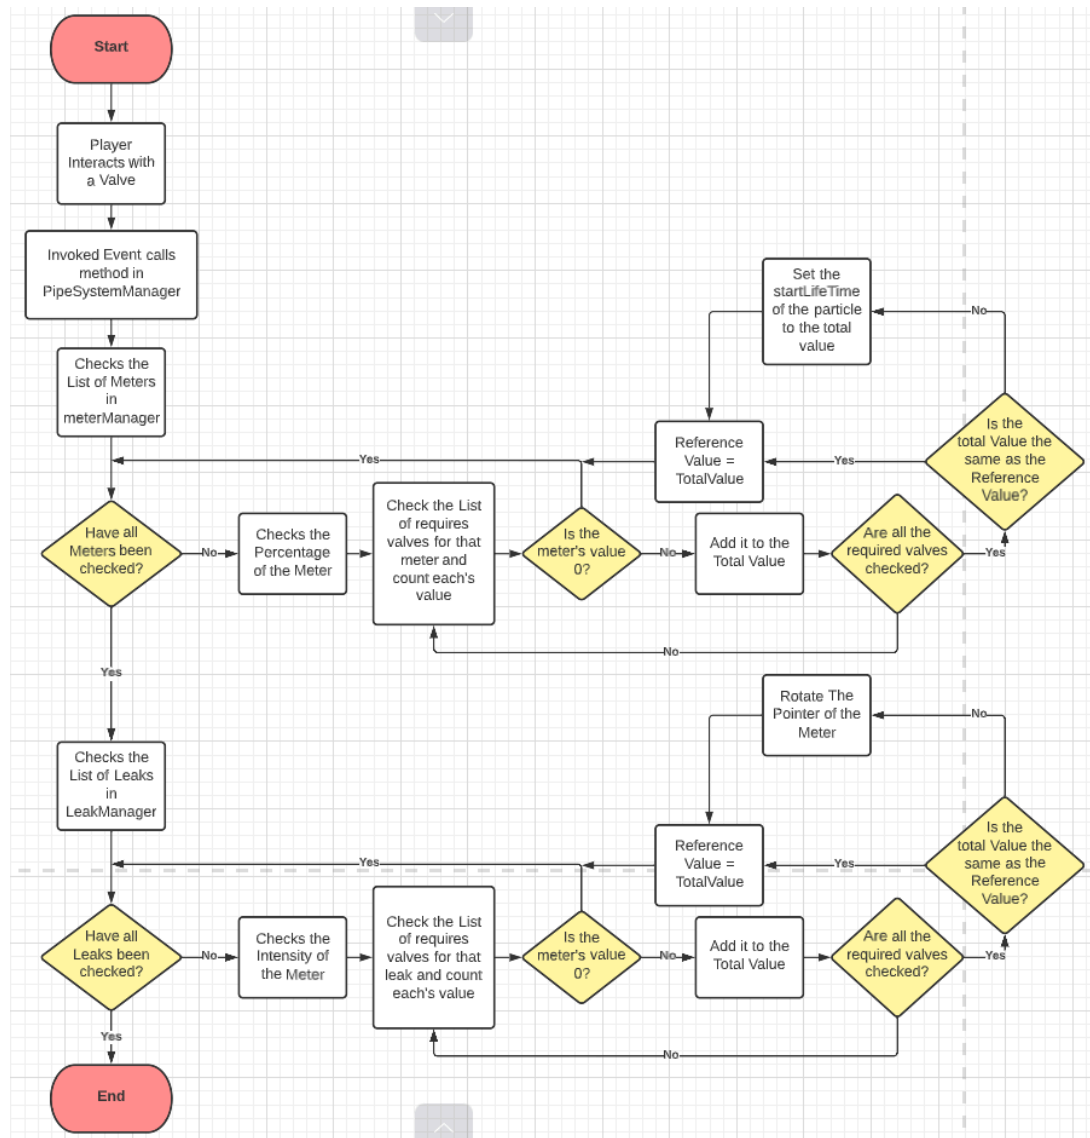 Start
Player
Interacts with
a Valve
Invoked Event calls
method in
PipeSystemManager
Checks the
List of Meters
in
meterManager
Set the
startLifeTime
of the particle
to the total
value
No
Is the
total Value the
same as the
Reference
Value?
Yes
Reference
Value =
TotalValue
Yes
Have all
Meters been
checked?
No
Checks the
Percentage
of the Meter
Check the List
of requires
valves for that
meter and
count each's
value
Is the
meter's value
0?
No
Add it to the
Total Value
Are all the
required valves
checked?
Yes
No
Yes
Checks the
List of Leaks
in
LeakManager
Rotate The
Pointer of the
Meter
No
Is the
total Value the
same as the
Reference
Value?
Yes
Reference
Value =
TotalValue
Yes
Have all
Leaks been
checked?
No
Checks the
Intensity of
the Meter
Check the List
of requires
valves for that
leak and count
each's value
Is the
meter's value
0?
No
Add it to the
Total Value
Are all the
required valves
checked?
Yes
No
Yes
End